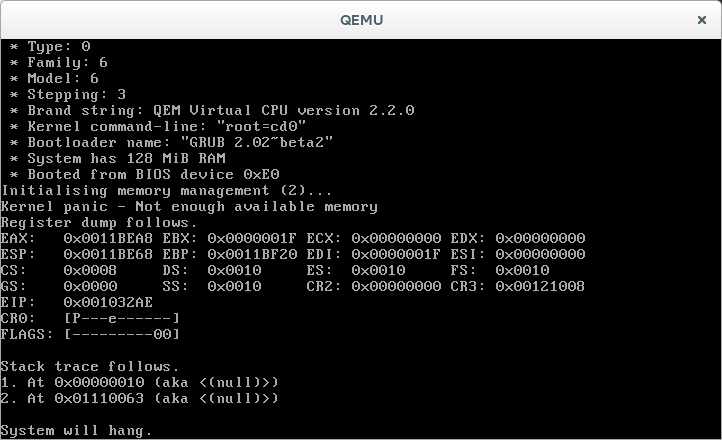 QEMU
* Type: 0
* Family: 6
* Model: 6
* Stepping: 3
* Brand string: QEM Virtual CPU version 2.2.0
* Kernel command-line: "root=cd0"
* Bootloader name: "GRUB 2.02~beta2"
* System has 128 MiB RAM
* Booted from BIOS device 0xE0
Initialising memory management (2)...
Kernel panic - Not enough available memory
Register dump follows.
EAX: 0x0011BEA8 EBX: 0x0000001F ECX: 0x00000000 EDX: 0x00000000
ESP: 0x0011BE68 EBP: 0x0011BF20 EDI: 0x0000001F ESI: 0x00000000
CS: 0x0008 DS: 0x0010 ES: 0x0010 FS: 0x0010
GS: 0x0000 SS: 0x0010 CR2: 0x00000000 CR3: 0x00121008
EIP: 0x001032AE
CR0: [P---e------]
FLAGS: [---------00]
Stack trace follows.
1. At 0x00000010 (aka <(null)>)
2. At 0x01110063 (aka <(null)>)
System will hang.